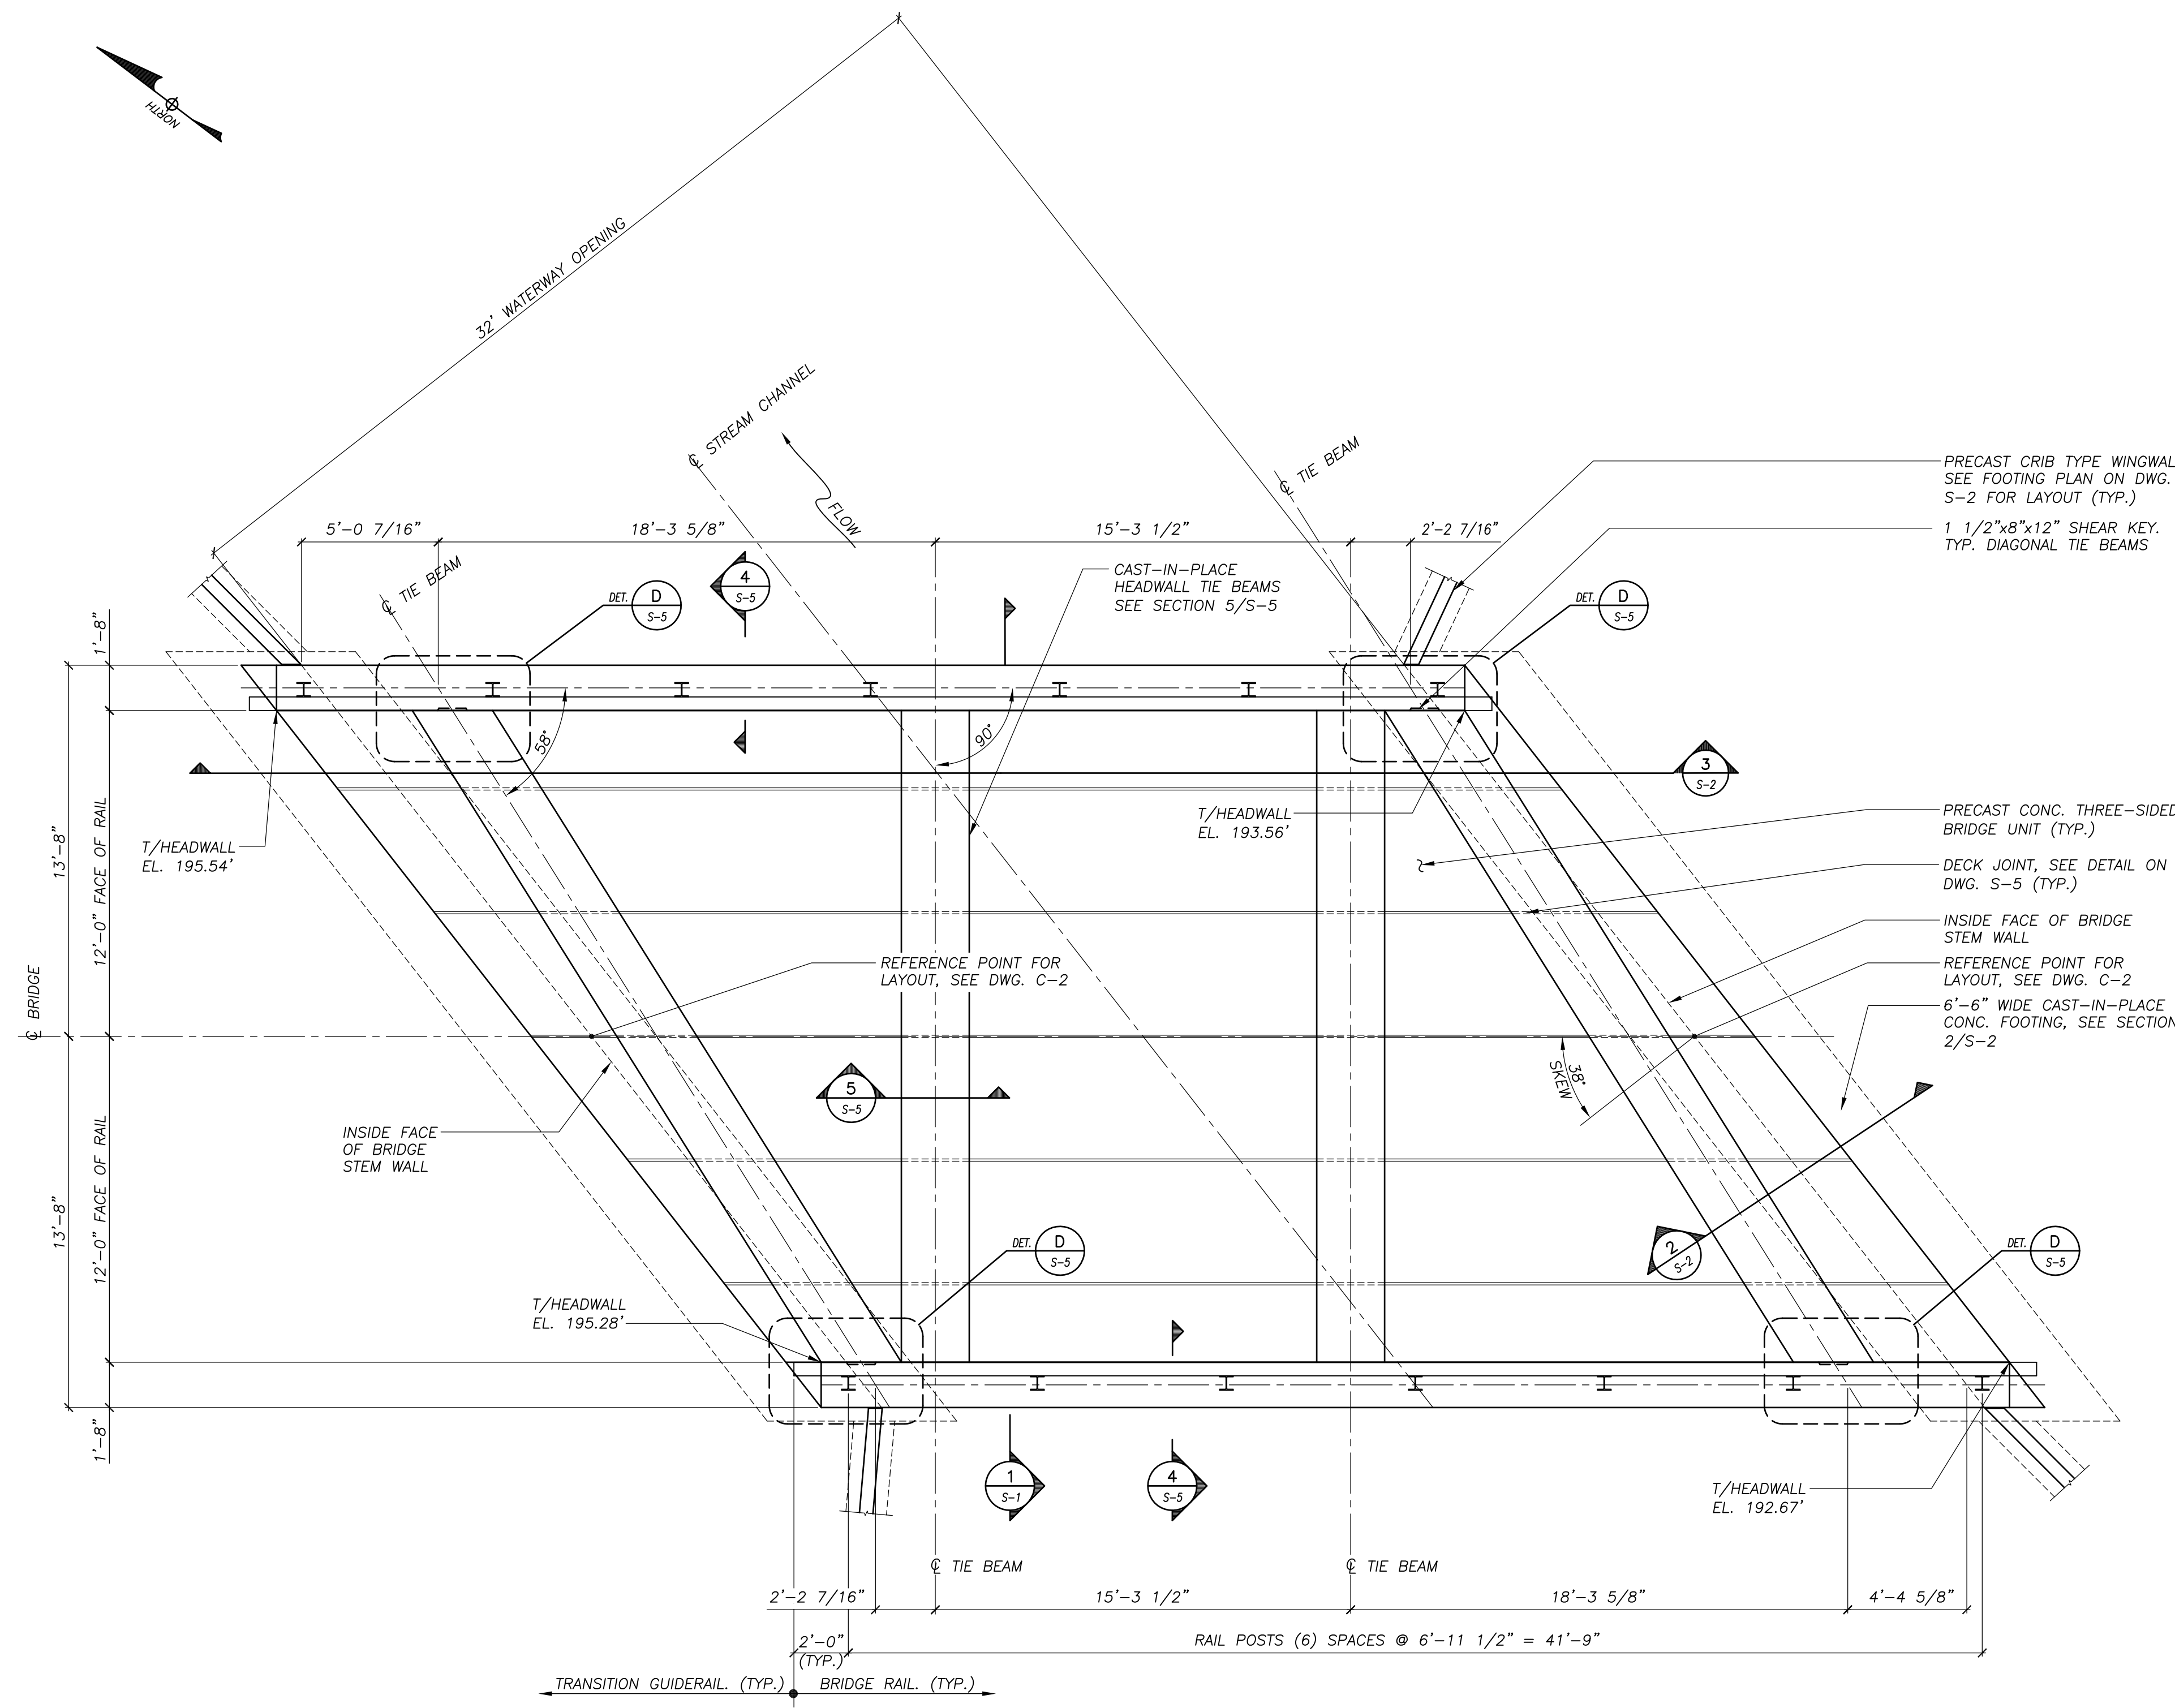 NORTH
32' WATERWAY OPENING
℄ STREAM CHANNEL
FLOW
℄ TIE BEAM
PRECAST CRIB TYPE WINGWAL
SEE FOOTING PLAN ON DWG.
S-2 FOR LAYOUT (TYP.)
1 1/2"x8"x12" SHEAR KEY.
TYP. DIAGONAL TIE BEAMS
5'-0 7/16"
18'-3 5/8"
15'-3 1/2"
2'-2 7/16"
℄ TIE BEAM
DET. D
S-5
4
S-5
CAST-IN-PLACE
HEADWALL TIE BEAMS
SEE SECTION 5/S-5
DET. D
S-5
1'-8"
58°
90°
3
S-2
13'-8"
12'-0" FACE OF RAIL
T/HEADWALL
EL. 195.54'
T/HEADWALL
EL. 193.56'
PRECAST CONC. THREE-SIDED
BRIDGE UNIT (TYP.)
DECK JOINT, SEE DETAIL ON
DWG. S-5 (TYP.)
INSIDE FACE OF BRIDGE
STEM WALL
REFERENCE POINT FOR
LAYOUT, SEE DWG. C-2
REFERENCE POINT FOR
LAYOUT, SEE DWG. C-2
6'-6" WIDE CAST-IN-PLACE
CONC. FOOTING, SEE SECTION
2/S-2
℄ BRIDGE
38°
SKEW
5
S-5
INSIDE FACE
OF BRIDGE
STEM WALL
13'-8"
12'-0" FACE OF RAIL
DET. D
S-5
2
S-2
DET. D
S-5
T/HEADWALL
EL. 195.28'
1'-8"
1
S-1
4
S-5
T/HEADWALL
EL. 192.67'
℄ TIE BEAM
℄ TIE BEAM
2'-2 7/16"
15'-3 1/2"
18'-3 5/8"
4'-4 5/8"
2'-0"
(TYP.)
RAIL POSTS (6) SPACES @ 6'-11 1/2" = 41'-9"
TRANSITION GUIDERAIL. (TYP.)
BRIDGE RAIL. (TYP.)